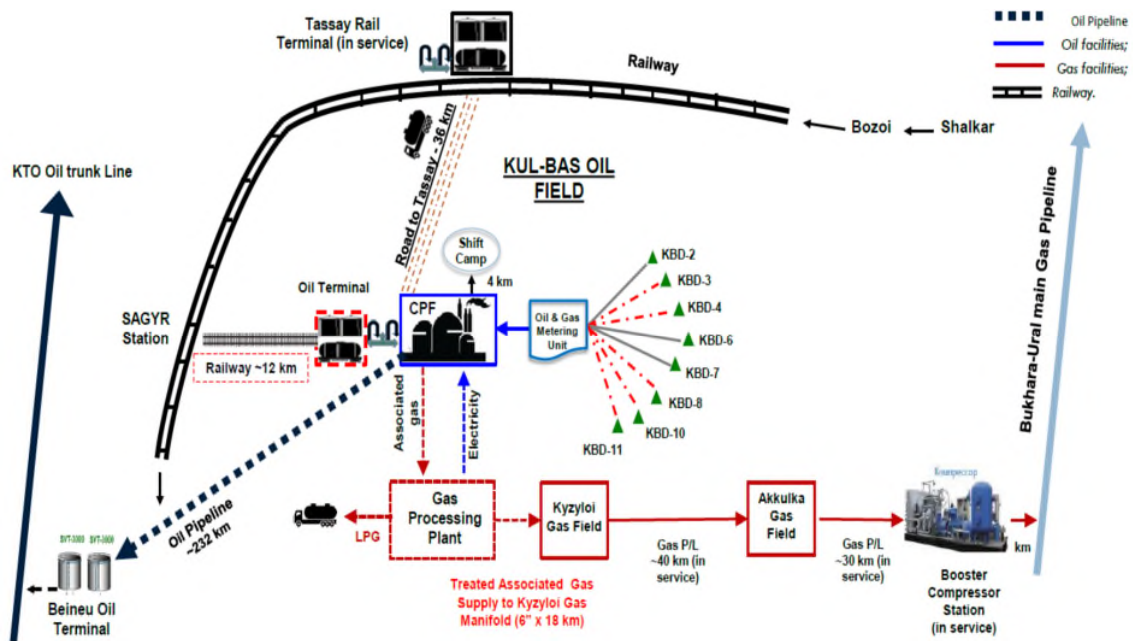 Tassay Rail
Terminal (in service)
Railway
Oil Pipeline
Oil facilities;
Gas facilities;
Railway.
Bozoi
Shalkar
KTO Oil trunk Line
Road to Tassay - 36 km
KUL-BAS OIL
FIELD
Bukhara-Ural main Gas Pipeline
Shift
Camp
4 km
KBD-2
KBD-3
KBD-4
KBD-6
KBD-7
KBD-8
KBD-10
KBD-11
Oil Terminal
CPF
Oil & Gas
Metering
Unit
SAGYR
Station
Railway ~12 km
Associated
gas
Electricity
Oil Pipeline
~232 km
Gas
Processing
Plant
LPG
Kyzyloi
Gas Field
Akkulka
Gas
Field
Компрессор
km
Gas P/L
~40 km (in
service)
Gas P/L
~30 km (in
service)
Booster
Compressor
Station
(in service)
Treated Associated Gas
Supply to Kyzyloi Gas
Manifold (6" x 18 km)
Beineu Oil
Terminal